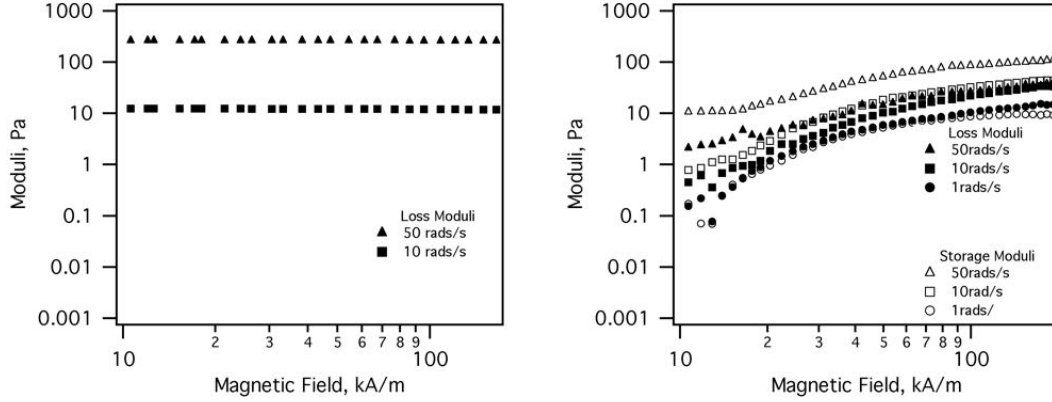 1000
100
10
1
0.1
0.01
0.001
Moduli, Pa
Loss Moduli
50 rads/s
10 rads/s
10 2 3 4 5 6 7 8 9 100
Magnetic Field, kA/m
1000
100
10
1
0.1
0.01
0.001
Moduli, Pa
Loss Moduli
50rads/s
10rads/s
1rads/s
Storage Moduli
50rads/s
10rad/s
1rads/
10 2 3 4 5 6 7 8 9 100
Magnetic Field, kA/m